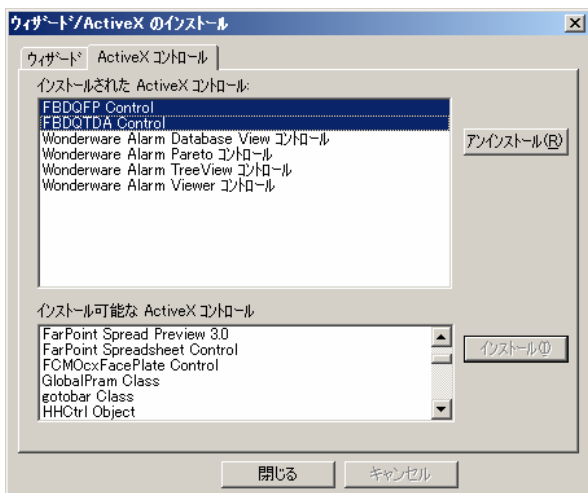 ウィザード/ActiveX のインストール
ウィザード
ActiveX コントロール
インストールされた ActiveX コントロール:
FBDQFP Control
FBDQTDA Control
Wonderware Alarm Database View コントロール
Wonderware Alarm Pareto コントロール
Wonderware Alarm TreeView コントロール
Wonderware Alarm Viewer コントロール
アンインストール(R)
インストール可能な ActiveX コントロール
FarPoint Spread Preview 3.0
FarPoint Spreadsheet Control
FCMOcxFacePlate Control
GlobalPram Class
gotobar Class
HHCtrl Object
インストール(I)
閉じる
キャンセル